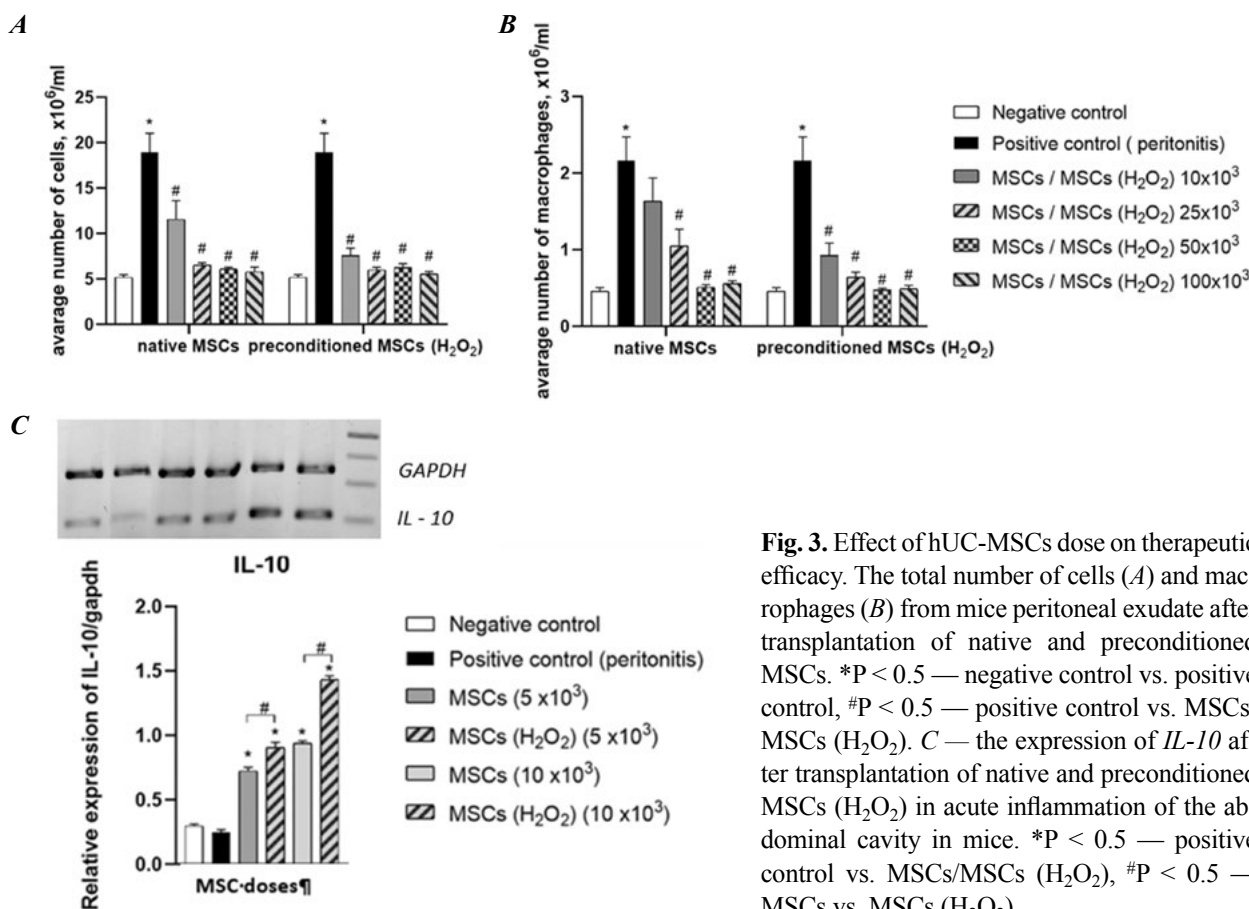 A
B
avarage number of cells, x10⁶/ml
25
20
15
10
5
0
*
#
#
#
#
*
#
#
#
#
native MSCs
preconditioned MSCs (H₂O₂)
avarage number of macrophages, x10⁶/ml
3
2
1
0
*
#
#
#
*
#
#
#
#
native MSCs
preconditioned MSCs (H₂O₂)
Negative control
Positive control ( peritonitis)
MSCs / MSCs (H₂O₂) 10x10³
MSCs / MSCs (H₂O₂) 25x10³
MSCs / MSCs (H₂O₂) 50x10³
MSCs / MSCs (H₂O₂) 100x10³
C
GAPDH
IL - 10
IL-10
Relative expression of IL-10/gapdh
2.0
1.5
1.0
0.5
0.0
*
#
*
*
#
*
MSC·doses¶
Negative control
Positive control (peritonitis)
MSCs (5 x10³)
MSCs (H₂O₂) (5 x10³)
MSCs (10 x10³)
MSCs (H₂O₂) (10 x10³)
Fig. 3. Effect of hUC-MSCs dose on therapeutic
efficacy. The total number of cells (A) and mac
rophages (B) from mice peritoneal exudate after
transplantation of native and preconditioned
MSCs. *P < 0.5 — negative control vs. positive
control, #P < 0.5 — positive control vs. MSCs
MSCs (H₂O₂). C — the expression of IL-10 af
ter transplantation of native and preconditioned
MSCs (H₂O₂) in acute inflammation of the ab
dominal cavity in mice. *P < 0.5 — positive
control vs. MSCs/MSCs (H₂O₂), #P < 0.5 —
MSCs vs. MSCs (H₂O₂)